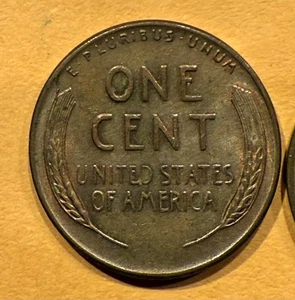 E·PLURIBUS·UNUM
ONE
CENT
UNITED STATES
OF AMERICA